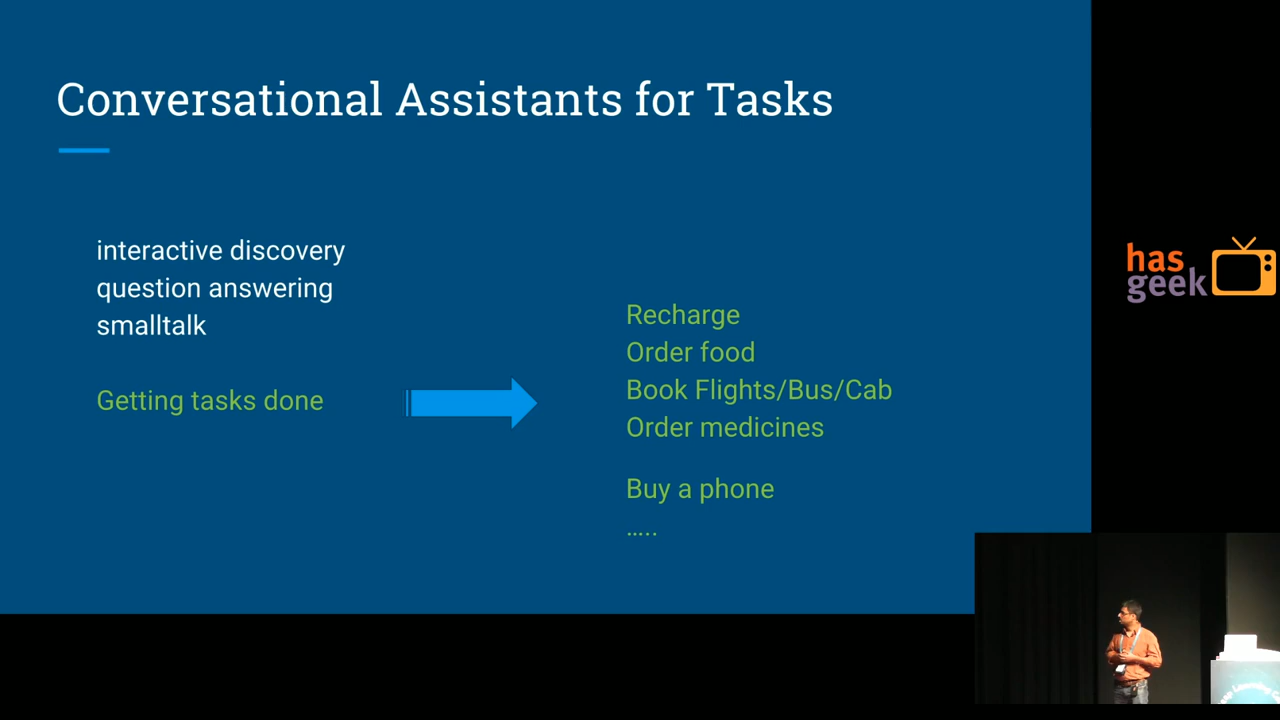 Conversational Assistants for Tasks
interactive discovery
question answering
smalltalk
Getting tasks done
Recharge
Order food
Book Flights/Bus/Cab
Order medicines
Buy a phone
.....
has
geek